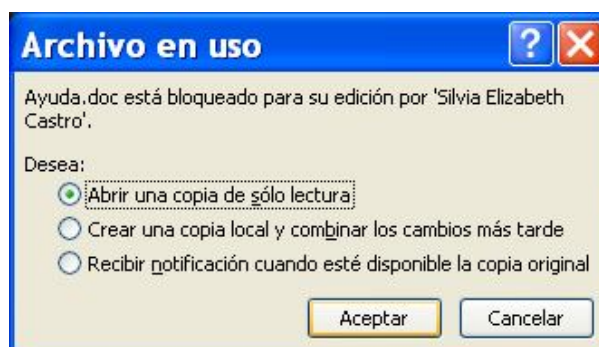 Archivo en uso
Ayuda.doc está bloqueado para su edición por 'Silvia Elizabeth
Castro'.
Desea:
Abrir una copia de sólo lectura
Crear una copia local y combinar los cambios más tarde
Recibir notificación cuando esté disponible la copia original
Aceptar Cancelar